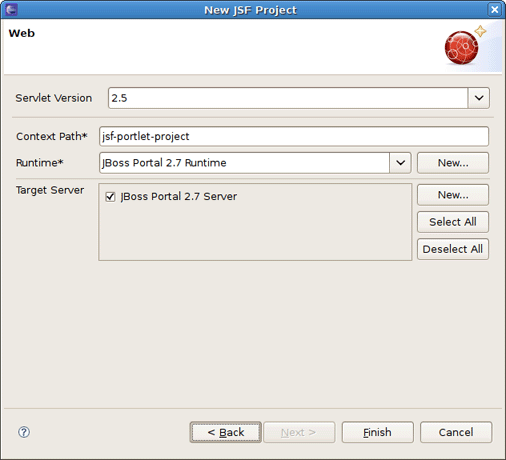 New JSF Project
Web
Servlet Version 2.5
Context Path* jsf-portlet-project
Runtime* JBoss Portal 2.7 Runtime New...
Target Server JBoss Portal 2.7 Server New...
Select All
Deselect All
? < Back Next > Finish Cancel